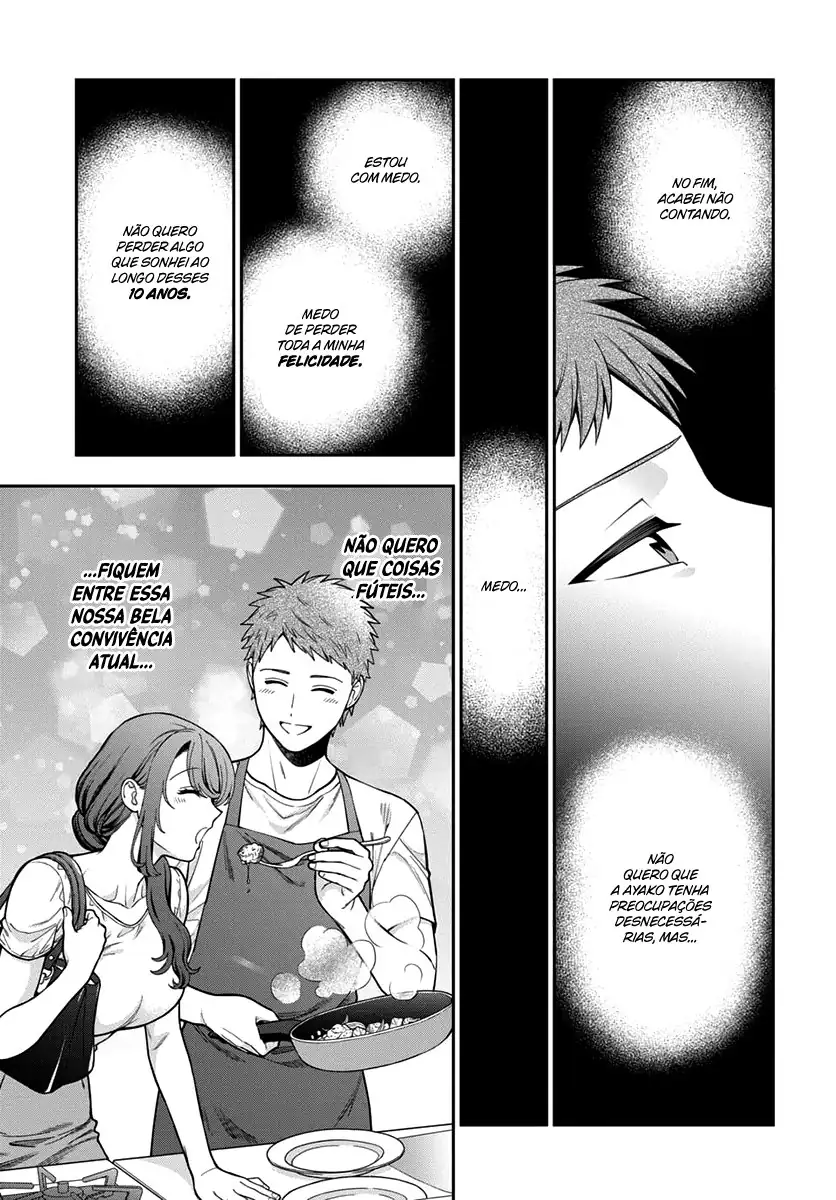 NO FIM,
ACABEI NÃO
CONTANDO.
NÃO
QUERO QUE
A AYAKO TENHA
PREOCUPAÇÕES
DESNECESSÁ-
RIAS, MAS...
MEDO...
ESTOU
COM MEDO.
MEDO
DE PERDER
TODA A MINHA
FELICIDADE.
NÃO QUERO
PERDER ALGO
QUE SONHEI AO
LONGO DESSES
10 ANOS.
NÃO QUERO
QUE COISAS
FÚTEIS...
...FIQUEM
ENTRE ESSA
NOSSA BELA
CONVIVÊNCIA
ATUAL...